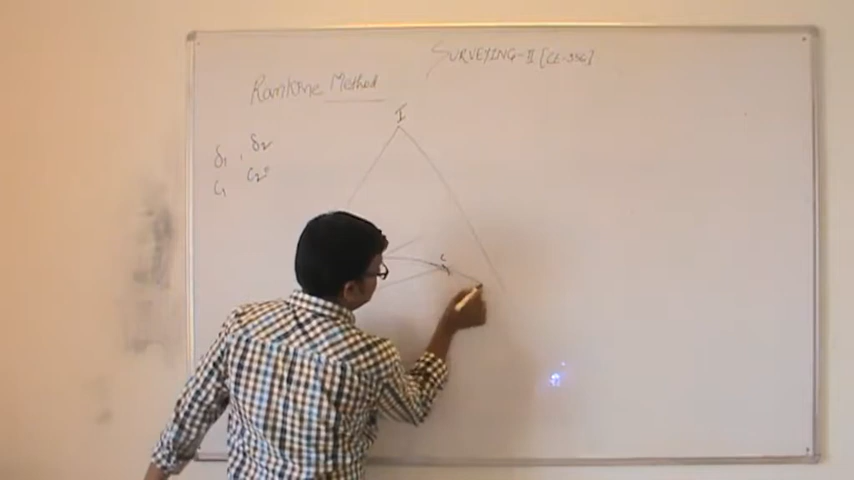 SURVEYING-II [CE-356]
Rankine Method
I
δ₁, δ₂
C₁ C₂
C